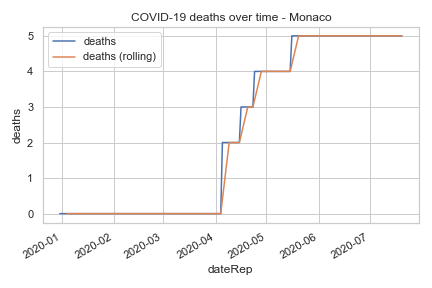 COVID-19 deaths over time - Monaco
deaths
deaths (rolling)
5
4
3
2
1
0
deaths
2020-01
2020-02
2020-03
2020-04
2020-05
2020-06
2020-07
dateRep